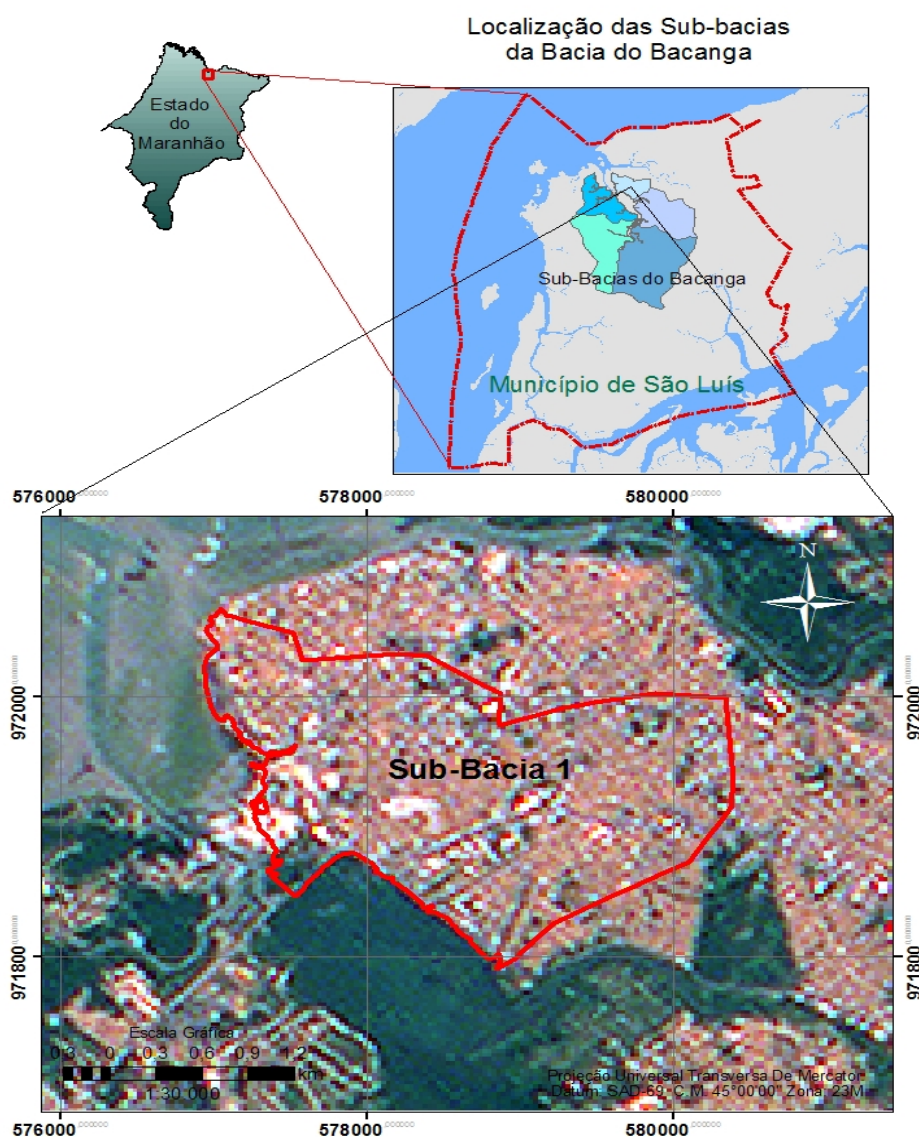 Localização das Sub-bacias
da Bacia do Bacanga
Estado
do
Maranhão
Sub-Bacias do Bacanga
Município de São Luís
576000 578000 580000
972000 972000
Sub-Bacia 1
N
971800 971800
Escala Gráfica
0.3 0 0.3 0.6 0.9 1.2
km
1:30 000
Projeção Universal Transversa De Mercator
Datum: SAD-69. C.M. 45°00'00" Zona: 23M
576000 578000 580000